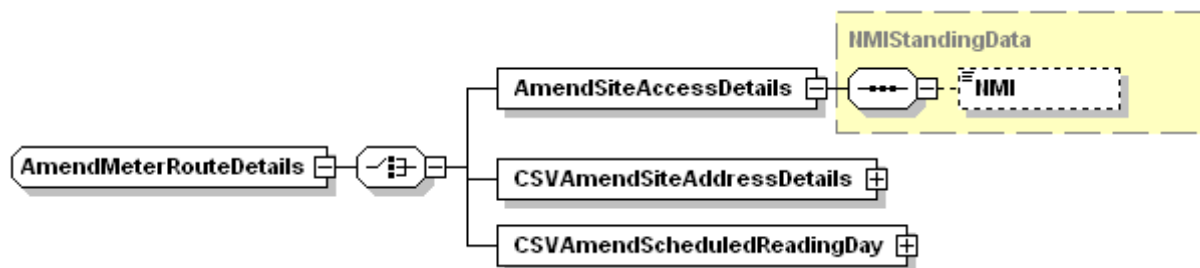 NMIStandingData
AmendSiteAccessDetails
NMI
AmendMeterRouteDetails
CSVAmendSiteAddressDetails
CSVAmendScheduledReadingDay